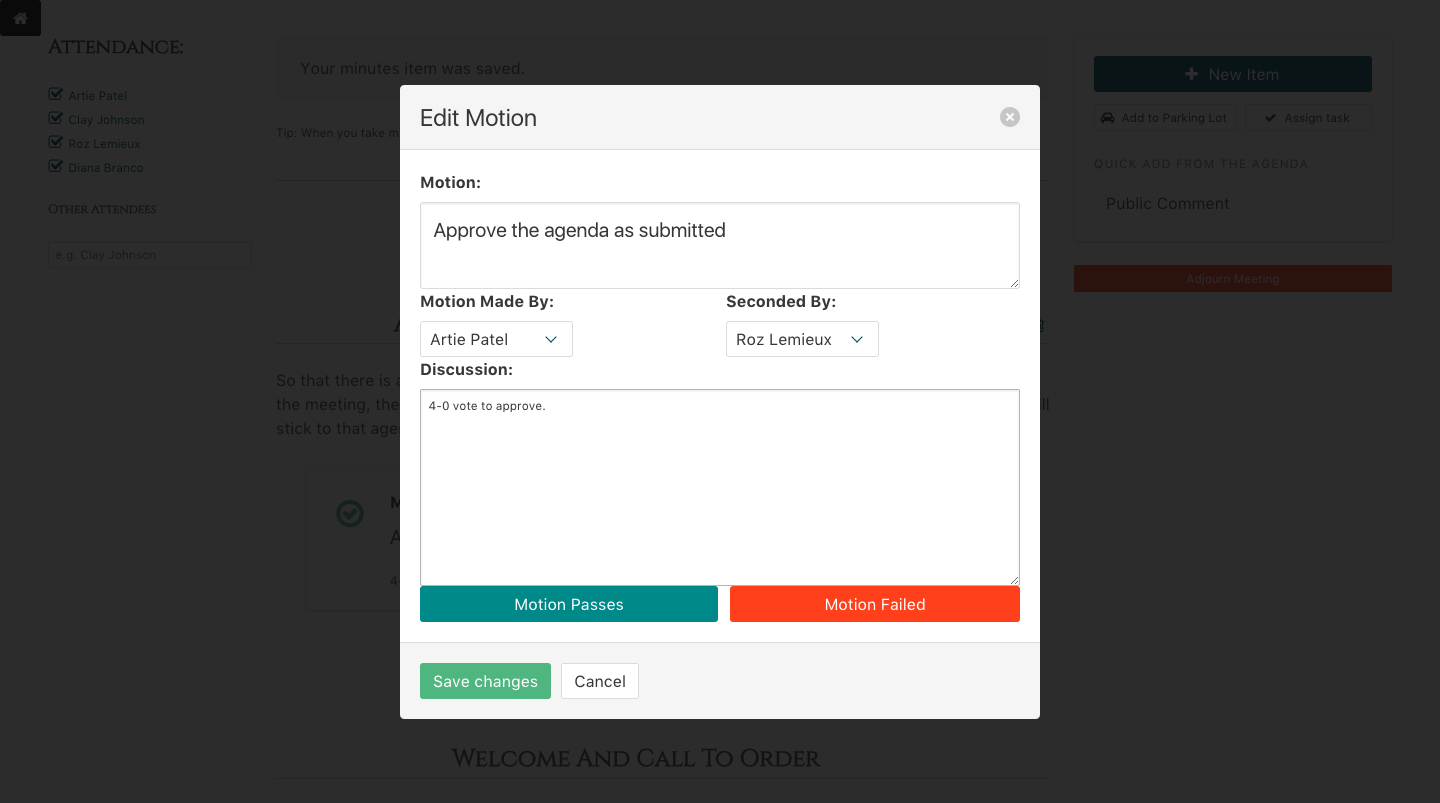 Attendance:
Artie Patel
Clay Johnson
Roz Lemieux
Diana Branco
Other Attendees
e.g. Clay Johnson
Your minutes item was saved.
Tip: When you take m
So that there is a
the meeting, the
stick to that age
Edit Motion
Motion:
Approve the agenda as submitted
Motion Made By:
Seconded By:
Artie Patel
Roz Lemieux
Discussion:
4-0 vote to approve.
Motion Passes
Motion Failed
Save changes
Cancel
Welcome And Call To Order
New Item
Add to Parking Lot
Assign task
QUICK ADD FROM THE AGENDA
Public Comment
Adjourn Meeting